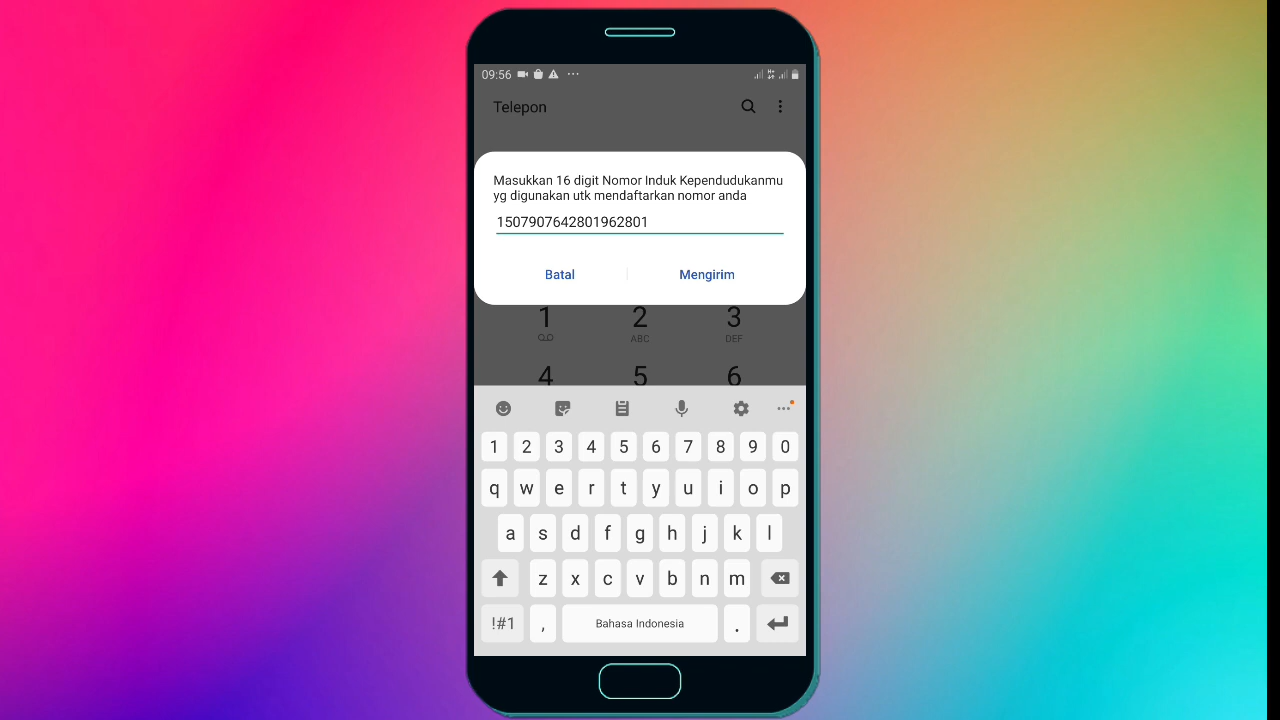 09:56
Telepon
Masukkan 16 digit Nomor Induk Kependudukanmu
yg digunakan utk mendaftarkan nomor anda
1507907642801962801
Batal Mengirim
1 2 3
ABC DEF
4 5 6
1 2 3 4 5 6 7 8 9 0
q w e r t y u i o p
a s d f g h j k l
z x c v b n m
!#1 , Bahasa Indonesia .